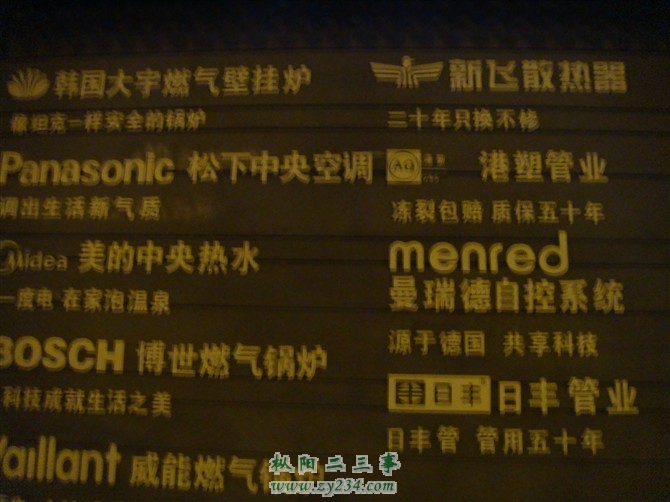 韩国大宇燃气壁挂炉
像坦克一样安全的锅炉
Panasonic 松下中央空调
调出生活新气质
Midea 美的中央热水
一度电 在家泡温泉
BOSCH 博世燃气锅炉
科技成就生活之美
Vaillant 威能燃气
新飞散热器
二十年只换不修
港塑管业
冻裂包赔 质保五十年
menred
曼瑞德自控系统
源于德国 共享科技
日丰 日丰管业
日丰管 管用五十年
枞阳二三事
www.zy234.com